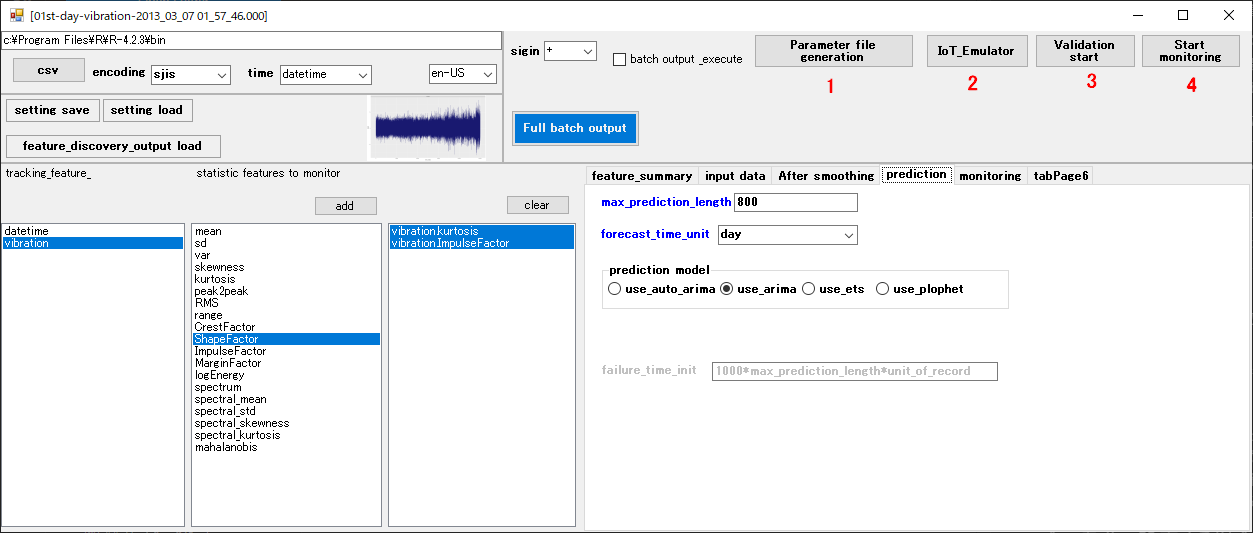 [01st-day-vibration-2013_03_07 01_57_46.000]
c:¥Program Files¥R¥R-4.2.3¥bin
csv
encoding
sjis
time
datetime
en-US
setting save
setting load
feature_discovery_output load
sigin
+
batch output _execute
Parameter file
generation
IoT_Emulator
Validation
start
Start
monitoring
1
2
3
4
Full batch output
tracking_feature_
statistic features to monitor
add
clear
datetime
vibration
mean
sd
var
skewness
kurtosis
peak2peak
RMS
range
CrestFactor
ShapeFactor
ImpulseFactor
MarginFactor
logEnergy
spectrum
spectral_mean
spectral_std
spectral_skewness
spectral_kurtosis
mahalanobis
vibration.kurtosis
vibration.ImpulseFactor
feature_summary
input data
After smoothing
prediction
monitoring
tabPage6
max_prediction_length
800
forecast_time_unit
day
prediction model
use_auto_arima
use_arima
use_ets
use_plophet
failure_time_init
1000*max_prediction_length*unit_of_record